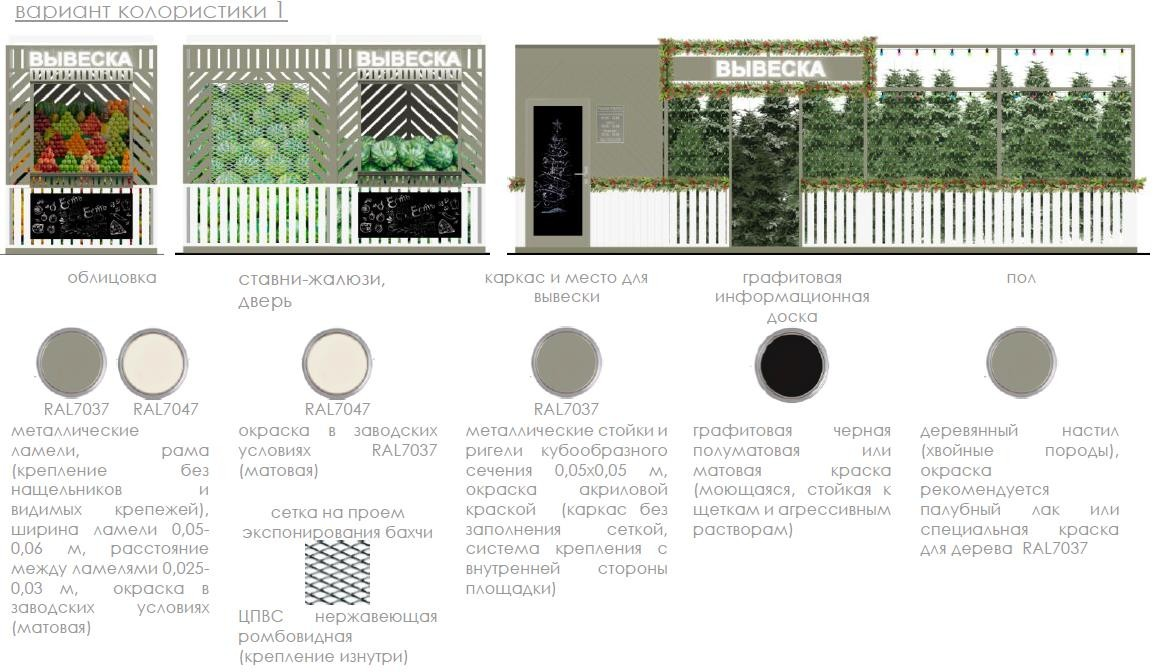 вариант колористики 1
ВЫВЕСКА
ВЫВЕСКА
ВЫВЕСКА
облицовка
RAL7037 RAL7047
металлические
ламели, рама
(крепление без
нащельников и
видимых крепежей),
ширина ламели 0,05-
0,06 м, расстояние
между ламелями 0,025-
0,03 м, окраска в
заводских условиях
(матовая)
ставни-жалюзи,
дверь
RAL7047
окраска в заводских
условиях RAL7037
(матовая)
сетка на проем
экспонирования бахчи
ЦПВС нержавеющая
ромбовидная
(крепление изнутри)
каркас и место для
вывески
RAL7037
металлические стойки и
ригели кубообразного
сечения 0,05х0,05 м,
окраска акриловой
краской (каркас без
заполнения сеткой,
система крепления с
внутренней стороны
площадки)
графитовая
информационная
доска
графитовая черная
полуматовая или
матовая краска
(моющаяся, стойкая к
щеткам и агрессивным
растворам)
пол
деревянный настил
(хвойные породы),
окраска
рекомендуется
палубный лак или
специальная краска
для дерева RAL7037